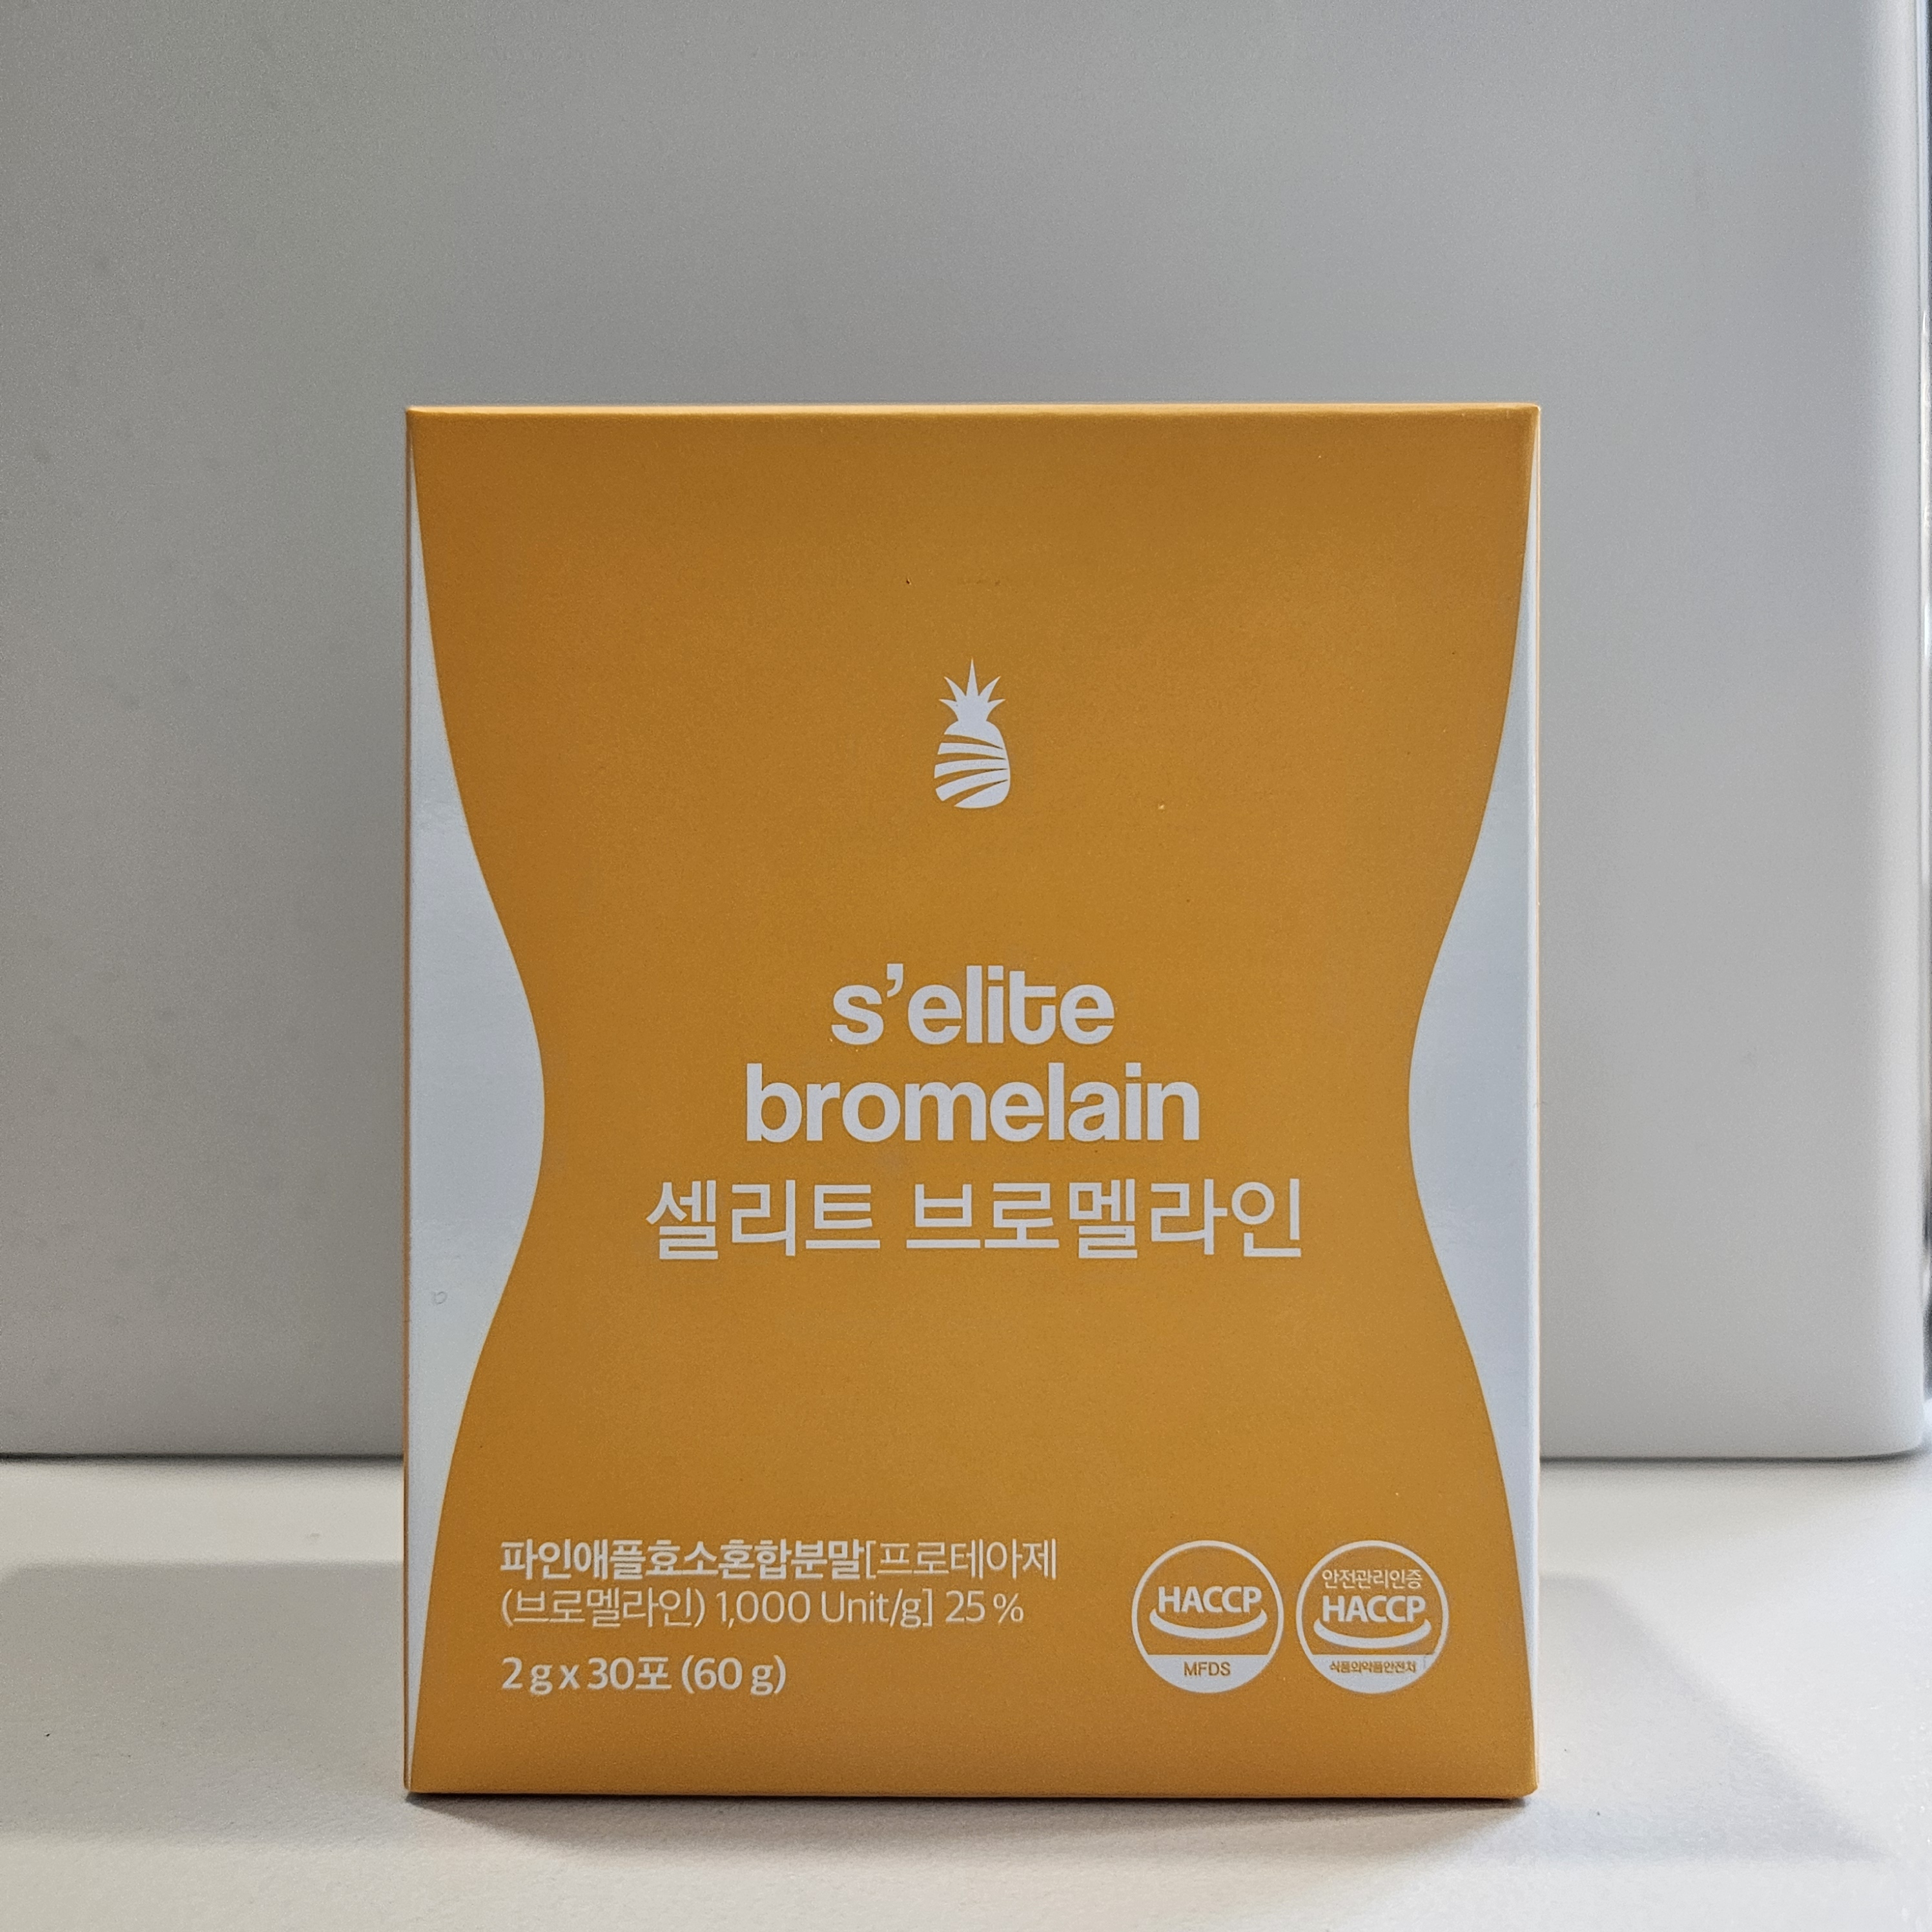 s'elite
bromelain
셀리트 브로멜라인
파인애플효소혼합분말[프로테아제
(브로멜라인) 1,000 Unit/g] 25 %
2 g x 30포 (60 g)
HACCP
MFDS
안전관리인증
HACCP
식품의약품안전처